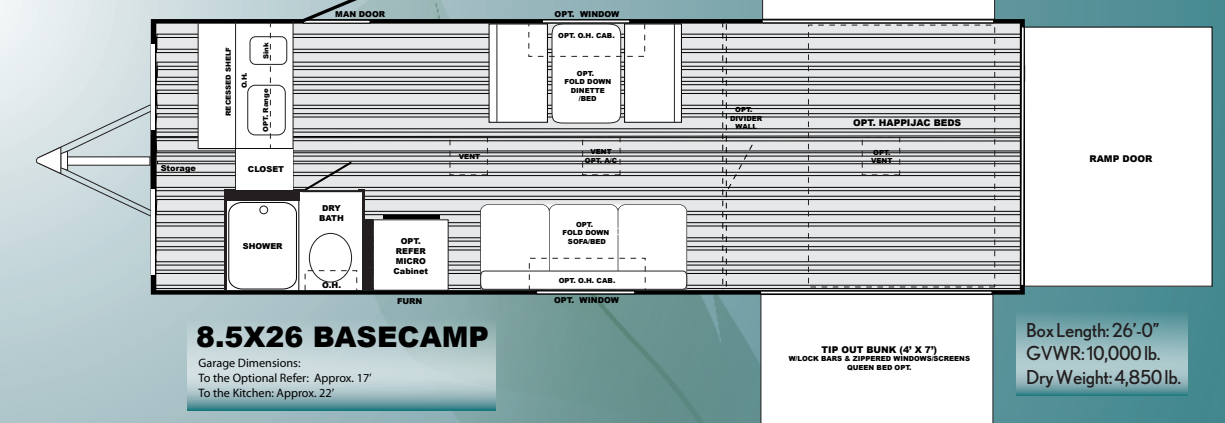 MAN DOOR
OPT. WINDOW
RECESSED SHELF
O.H.
Sink
OPT. Range
OPT. O.H. CAB.
OPT.
FOLD DOWN
DINETTE
/BED
OPT.
DIVIDER
WALL
OPT. HAPPIJAC BEDS
Storage
CLOSET
VENT
VENT
OPT. A/C
OPT.
VENT
RAMP DOOR
SHOWER
DRY
BATH
O.H.
OPT.
REFER
MICRO
Cabinet
OPT.
FOLD DOWN
SOFA/BED
OPT. O.H. CAB.
FURN
OPT. WINDOW
8.5X26 BASECAMP
Garage Dimensions:
To the Optional Refer: Approx. 17'
To the Kitchen: Approx. 22'
TIP OUT BUNK (4' X 7')
W/LOCK BARS & ZIPPERED WINDOWS/SCREENS
QUEEN BED OPT.
Box Length: 26'-0"
GVWR: 10,000 lb.
Dry Weight: 4,850 lb.